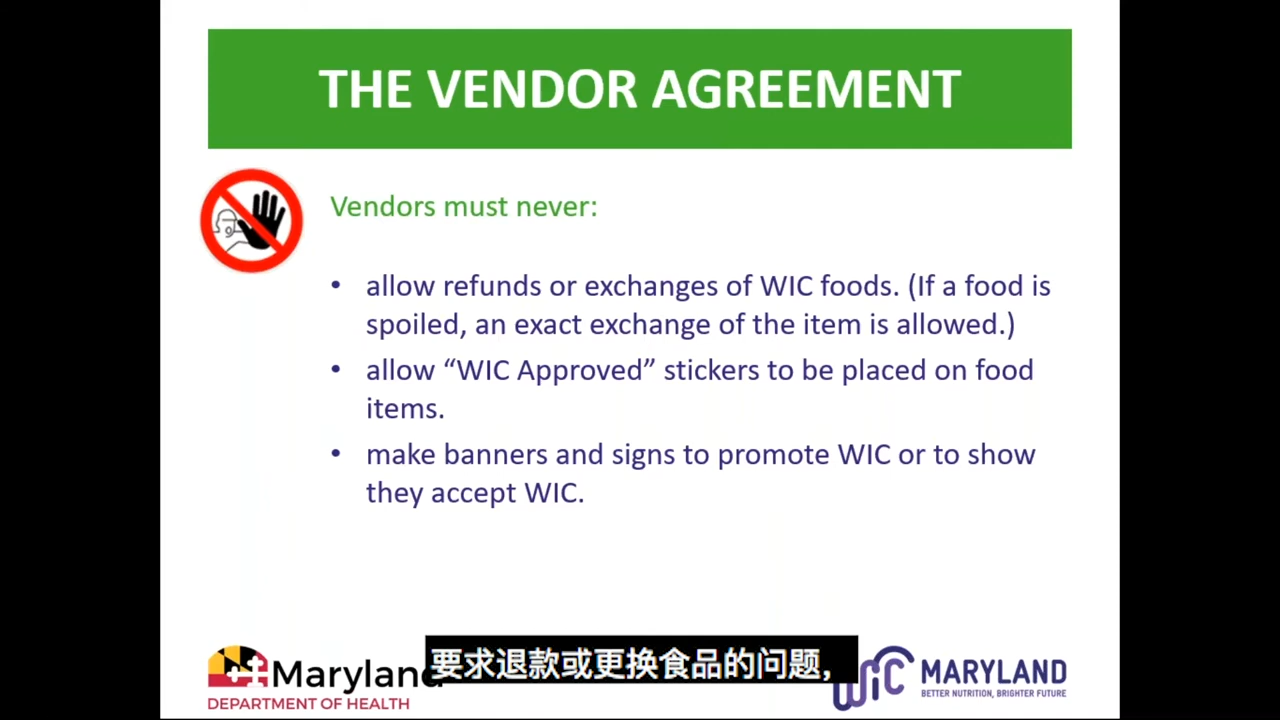 THE VENDOR AGREEMENT
Vendors must never:
• allow refunds or exchanges of WIC foods. (If a food is
spoiled, an exact exchange of the item is allowed.)
• allow “WIC Approved” stickers to be placed on food
items.
• make banners and signs to promote WIC or to show
they accept WIC.
要求退款或更换食品的问题,
Maryland
DEPARTMENT OF HEALTH
WIC MARYLAND
BETTER NUTRITION, BRIGHTER FUTURE